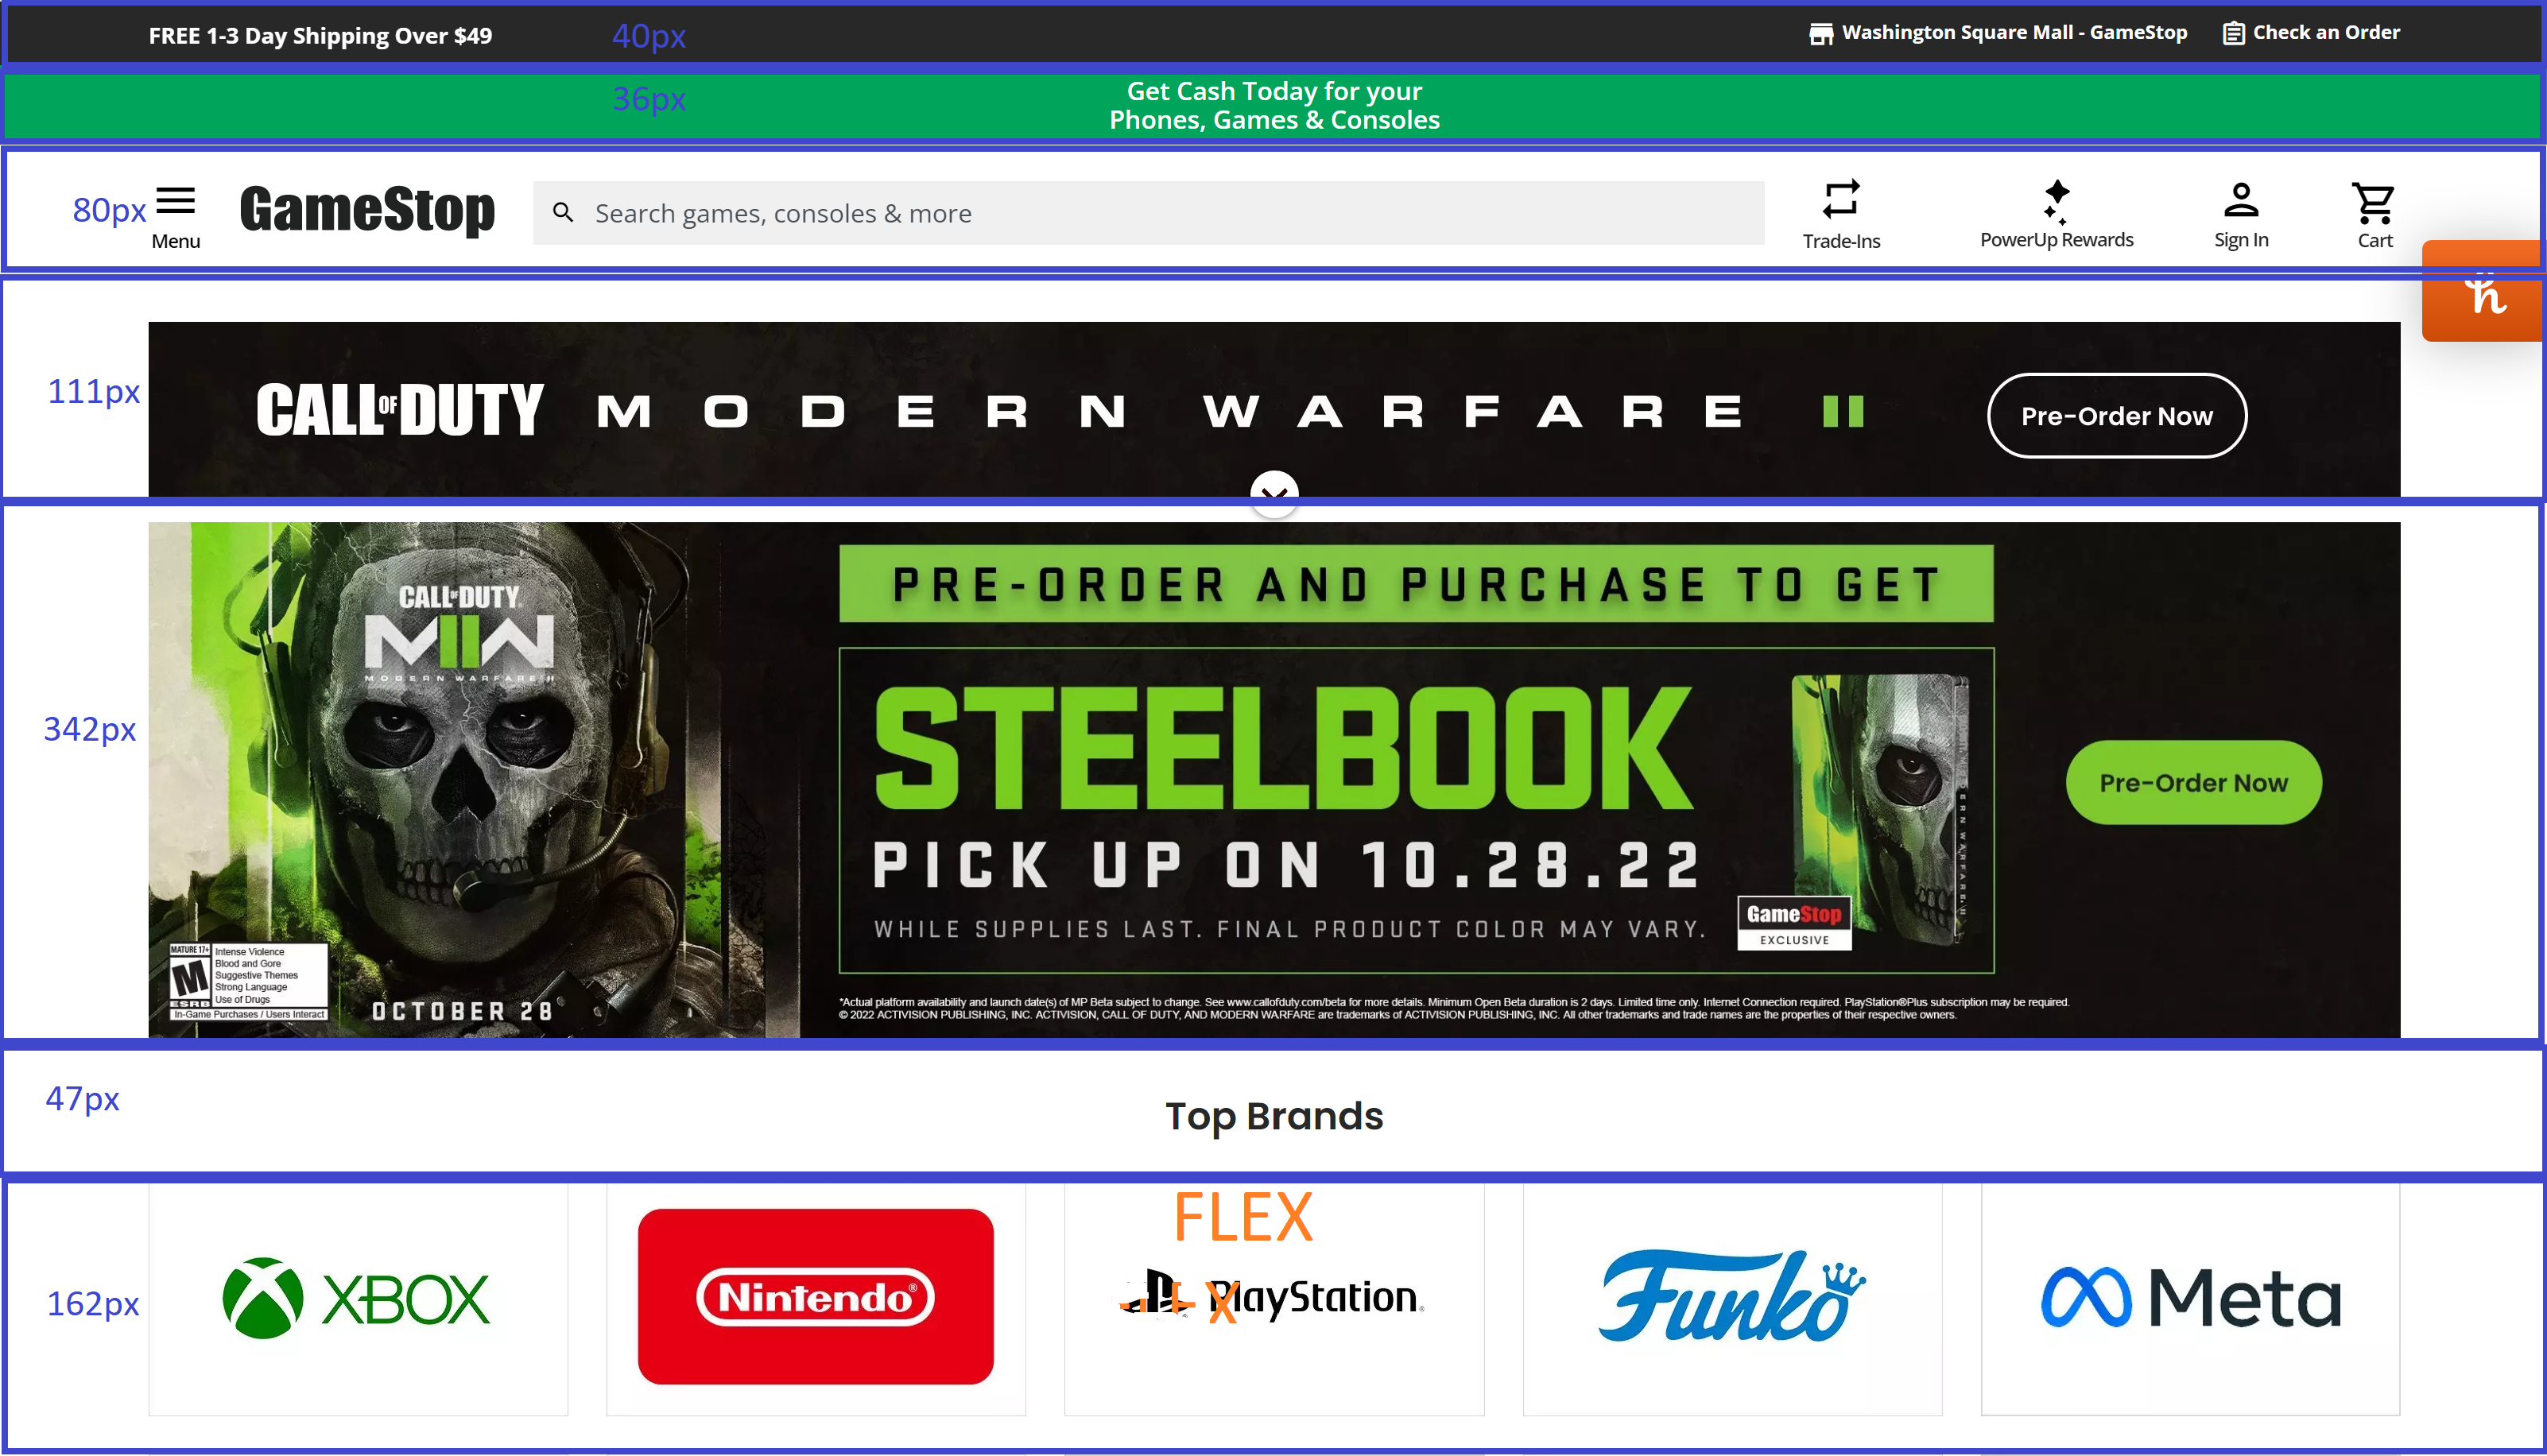 FREE 1-3 Day Shipping Over $49
40px
Washington Square Mall - GameStop
Check an Order
36px
Get Cash Today for your
Phones, Games & Consoles
80px
Menu
GameStop
Search games, consoles & more
Trade-Ins
PowerUp Rewards
Sign In
Cart
111px
CALL OF DUTY MODERN WARFARE II
Pre-Order Now
342px
CALL OF DUTY.
MIIW
MODERN WARFARE II
PRE-ORDER AND PURCHASE TO GET
STEELBOOK
PICK UP ON 10.28.22
WHILE SUPPLIES LAST. FINAL PRODUCT COLOR MAY VARY.
GameStop
EXCLUSIVE
Pre-Order Now
MATURE 17+
M
ESRB
Intense Violence
Blood and Gore
Suggestive Themes
Strong Language
Use of Drugs
In-Game Purchases / Users Interact
OCTOBER 28
*Actual platform availability and launch date(s) of MP Beta subject to change. See www.callofduty.com/beta for more details. Minimum Open Beta duration is 2 days. Limited time only. Internet Connection required. PlayStation®Plus subscription may be required.
© 2022 ACTIVISION PUBLISHING, INC. ACTIVISION, CALL OF DUTY, AND MODERN WARFARE are trademarks of ACTIVISION PUBLISHING, INC. All other trademarks and trade names are the properties of their respective owners.
47px
Top Brands
162px
XBOX
Nintendo®
FLEX
PlayStation®
Funko
Meta